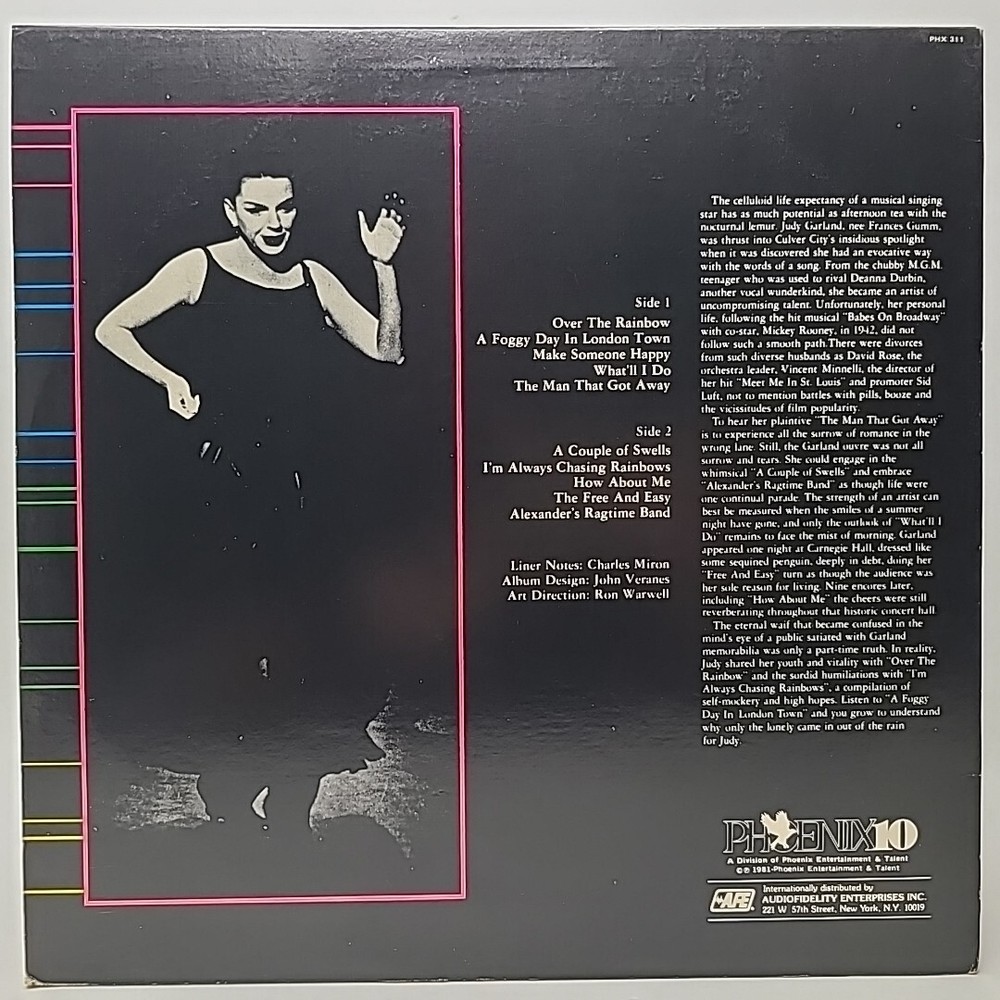 PHX 311
Side 1
Over The Rainbow
A Foggy Day In London Town
Make Someone Happy
What'll I Do
The Man That Got Away
Side 2
A Couple of Swells
I'm Always Chasing Rainbows
How About Me
The Free And Easy
Alexander's Ragtime Band
Liner Notes: Charles Miron
Album Design: John Veranes
Art Direction: Ron Warwell
The celluloid life expectancy of a musical singing
star has as much potential as afternoon tea with the
nocturnal lemur. Judy Garland, nee Frances Gumm,
was thrust into Culver City's insidious spotlight
when it was discovered she had an evocative way
with the words of a song. From the chubby M.G.M.
teenager who was used to rival Deanna Durbin,
another vocal wunderkind, she became an artist of
uncompromising talent. Unfortunately, her personal
life, following the hit musical "Babes On Broadway"
with co-star, Mickey Rooney, in 1942, did not
follow such a smooth path.There were divorces
from such diverse husbands as David Rose, the
orchestra leader, Vincent Minnelli, the director of
her hit "Meet Me In St. Louis" and promoter Sid
Luft, not to mention battles with pills, booze and
the vicissitudes of film popularity.
To hear her plaintive "The Man That Got Away"
is to experience all the sorrow of romance in the
wrong lane. Still, the Garland ouvre was not all
sorrow and tears. She could engage in the
whimsical "A Couple of Swells" and embrace
"Alexander's Ragtime Band" as though life were
one continual parade. The strength of an artist can
best be measured when the smiles of a summer
night have gone, and only the outlook of "What'll I
Do" remains to face the mist of morning. Garland
appeared one night at Carnegie Hall, dressed like
some sequined penguin, deeply in debt, doing her
"Free And Easy" turn as though the audience was
her sole reason for living. Nine encores later,
including "How About Me" the cheers were still
reverberating throughout that historic concert hall.
The eternal waif that became confused in the
mind's eye of a public satiated with Garland
memorabilia was only a part-time truth. In reality,
Judy shared her youth and vitality with "Over The
Rainbow" and the sordid humiliations with "I'm
Always Chasing Rainbows", a compilation of
self-mockery and high hopes. Listen to "A Foggy
Day In London Town" and you grow to understand
why only the lonely came in out of the rain
for Judy.
PHOENIX10
A Division of Phoenix Entertainment & Talent
©℗ 1981-Phoenix Entertainment & Talent
AFE
Internationally distributed by
AUDIOFIDELITY ENTERPRISES INC.
221 W. 57th Street, New York, N.Y. 10019